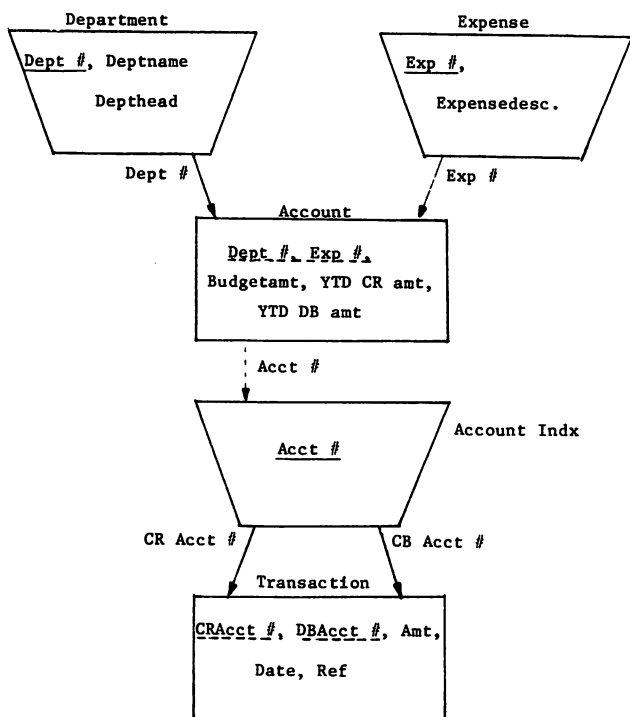 Department
Expense
Dept #, Deptname
Depthead
Exp #,
Expensedesc.
Dept #
Exp #
Account
Dept #, Exp #,
Budgetamt, YTD CR amt,
YTD DB amt
Acct #
Account Indx
Acct #
CR Acct #
CB Acct #
Transaction
CRAcct #, DBAcct #, Amt,
Date, Ref